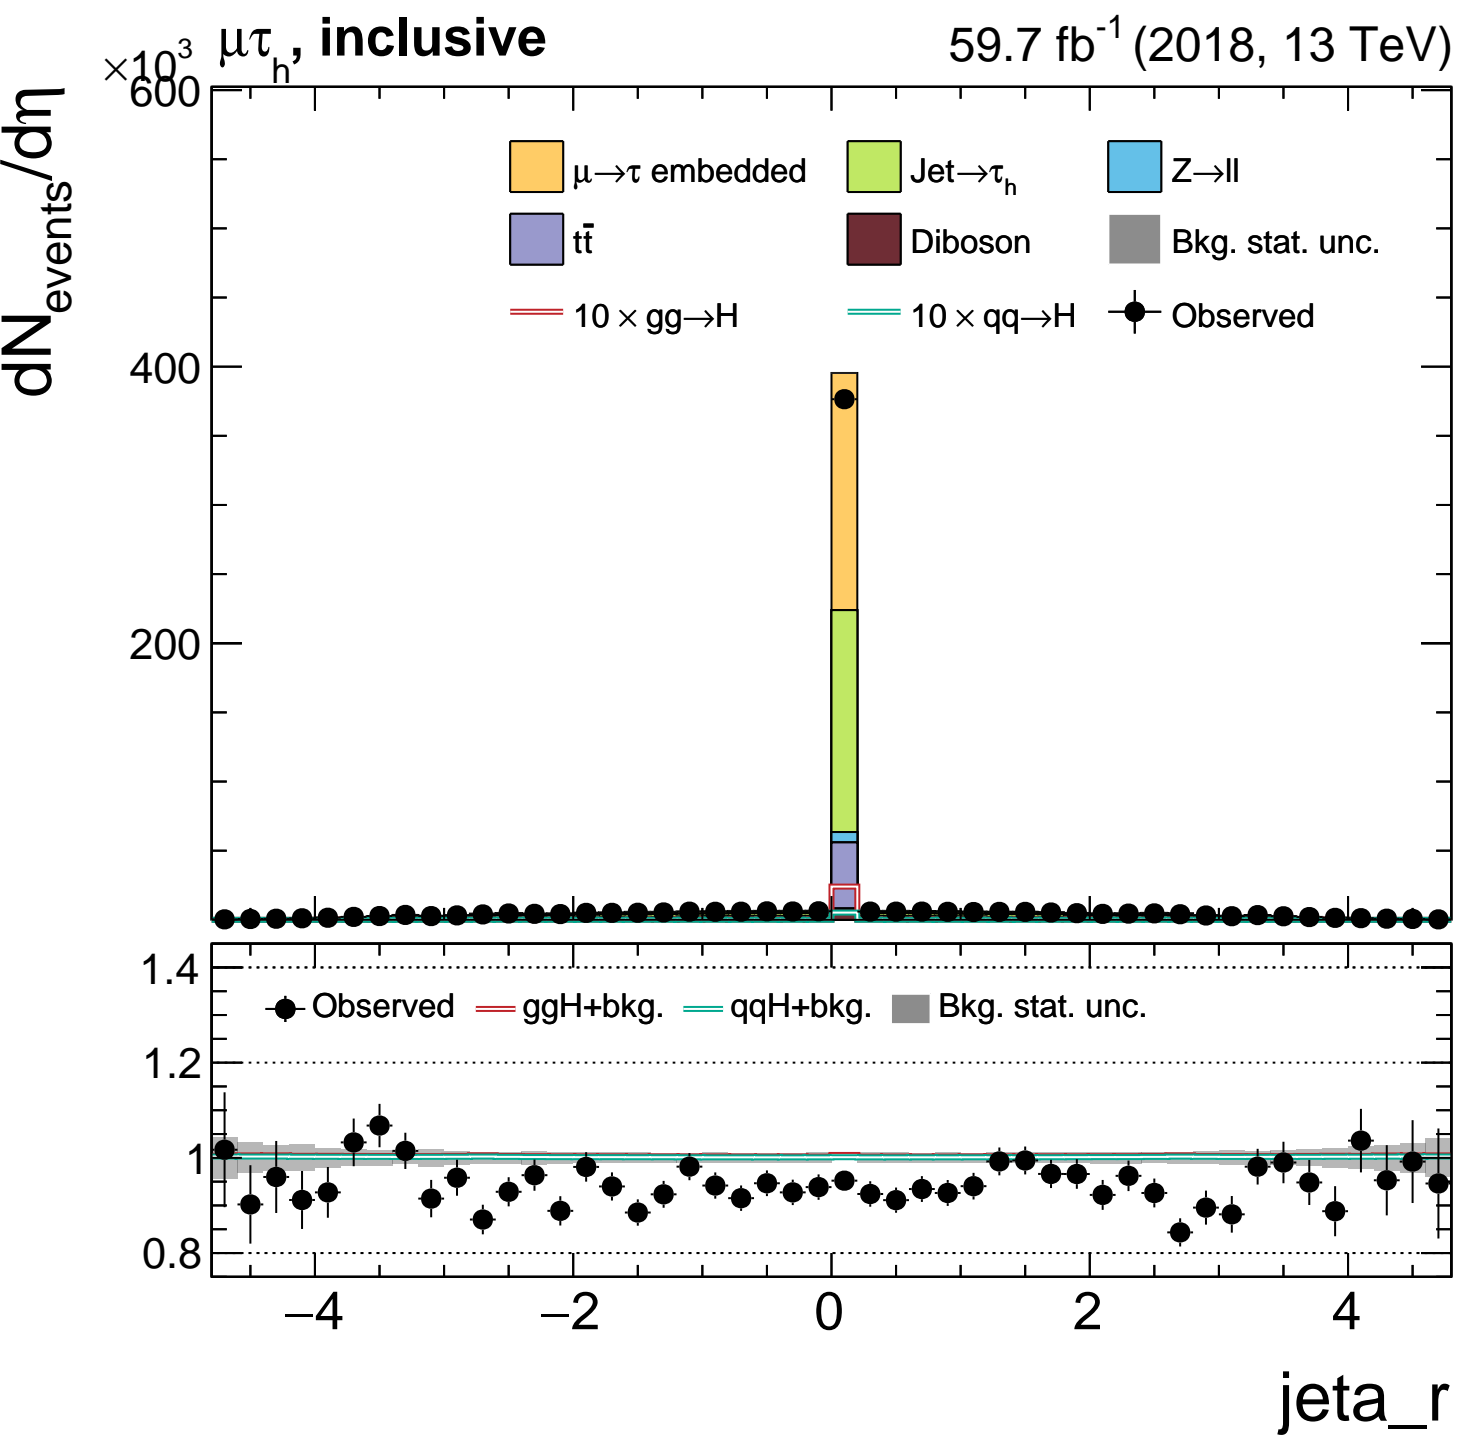 ×10³ μτₕ, inclusive 59.7 fb⁻¹ (2018, 13 TeV)
dN_events/dη
600
400
200
μ→τ embedded Jet→τₕ Z→ll
tt̄ Diboson Bkg. stat. unc.
10 × gg→H 10 × qq→H Observed
1.4
1.2
1
0.8
Observed ggH+bkg. qqH+bkg. Bkg. stat. unc.
−4 −2 0 2 4
jeta_r